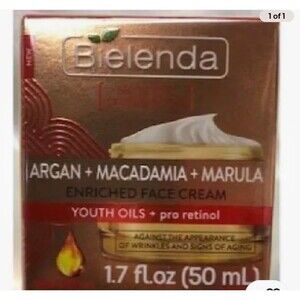 1 of 1
NEW
Bielenda
ARGAN + MACADAMIA + MARULA
ENRICHED FACE CREAM
YOUTH OILS + pro retinol
AGAINST THE APPEARANCE
OF WRINKLES AND SIGNS OF AGING
1.7 fl.oz (50 mL)